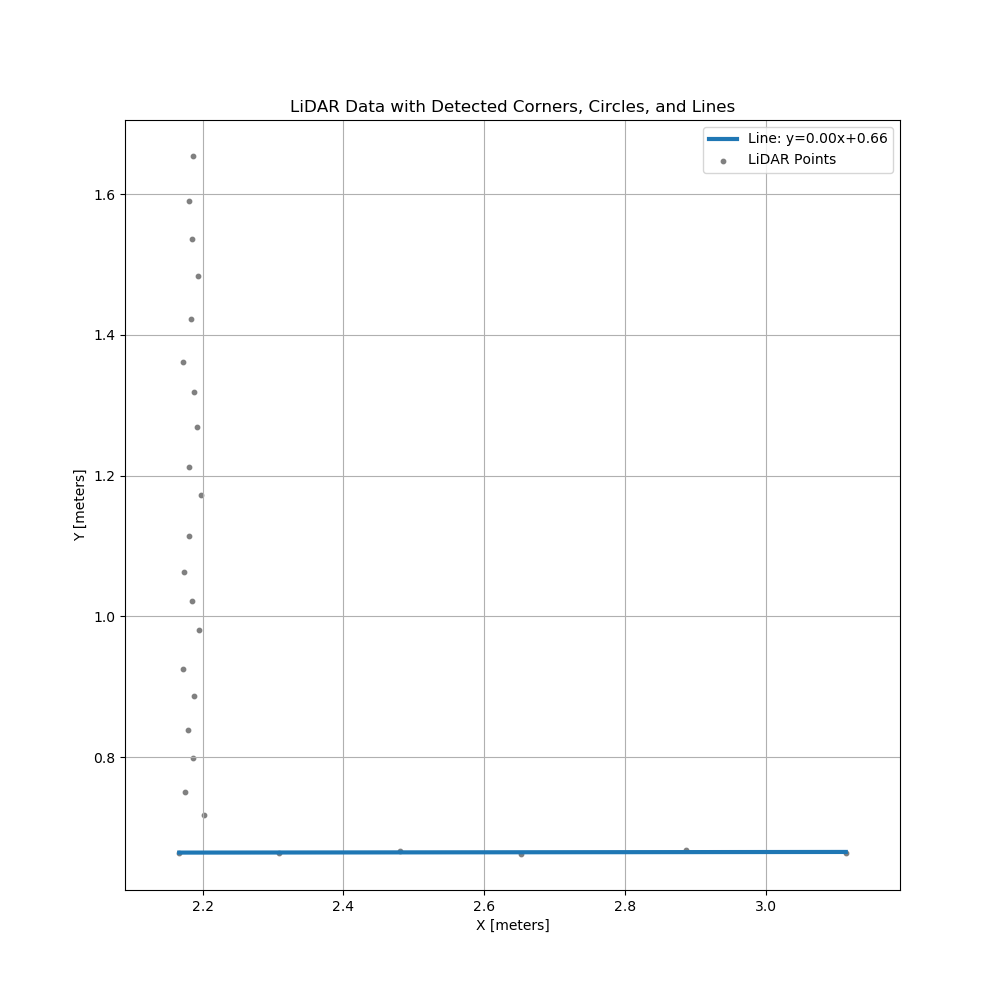 LiDAR Data with Detected Corners, Circles, and Lines
Line: y=0.00x+0.66
LiDAR Points
1.6
1.4
1.2
1.0
0.8
Y [meters]
2.2
2.4
2.6
2.8
3.0
X [meters]